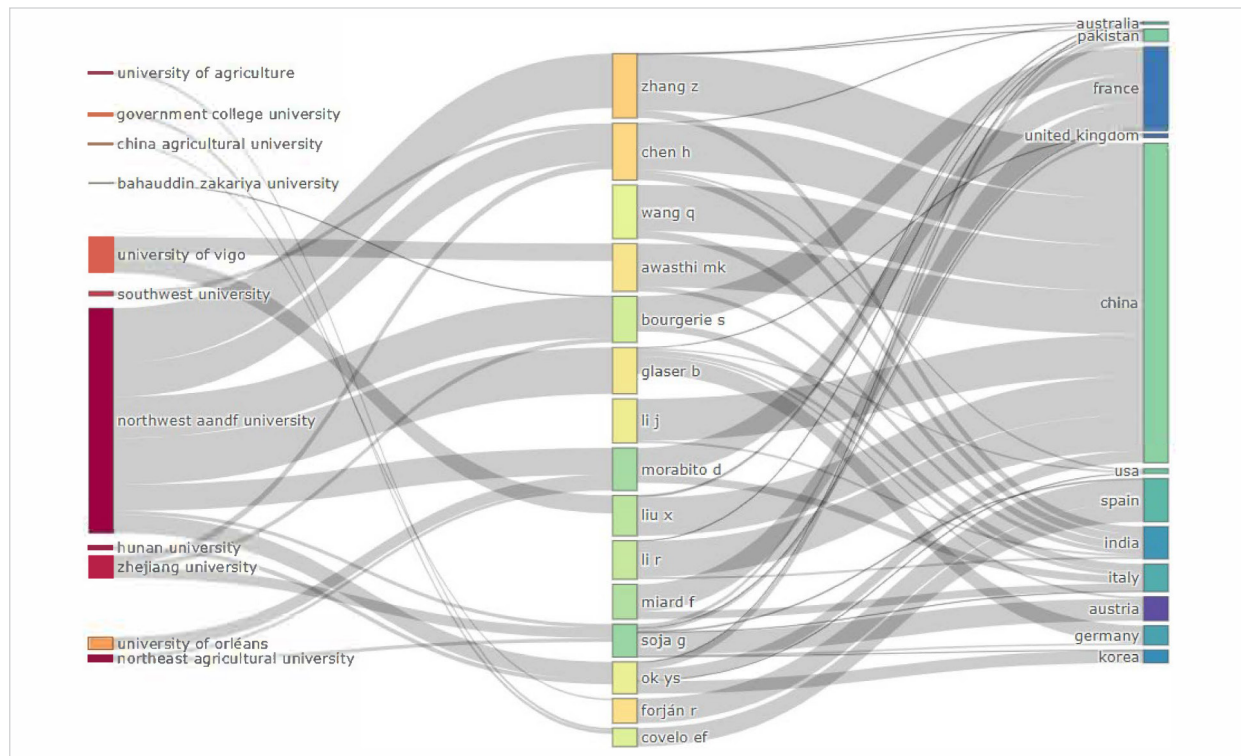 university of agriculture
government college university
china agricultural university
bahauddin zakariya university
university of vigo
southwest university
northwest aandf university
hunan university
zhejiang university
university of orléans
northeast agricultural university
zhang z
chen h
wang q
awasthi mk
bourgerie s
glaser b
li j
morabito d
liu x
li r
miard f
soja g
ok ys
forján r
covelo ef
australia
pakistan
france
united kingdom
china
usa
spain
india
italy
austria
germany
korea